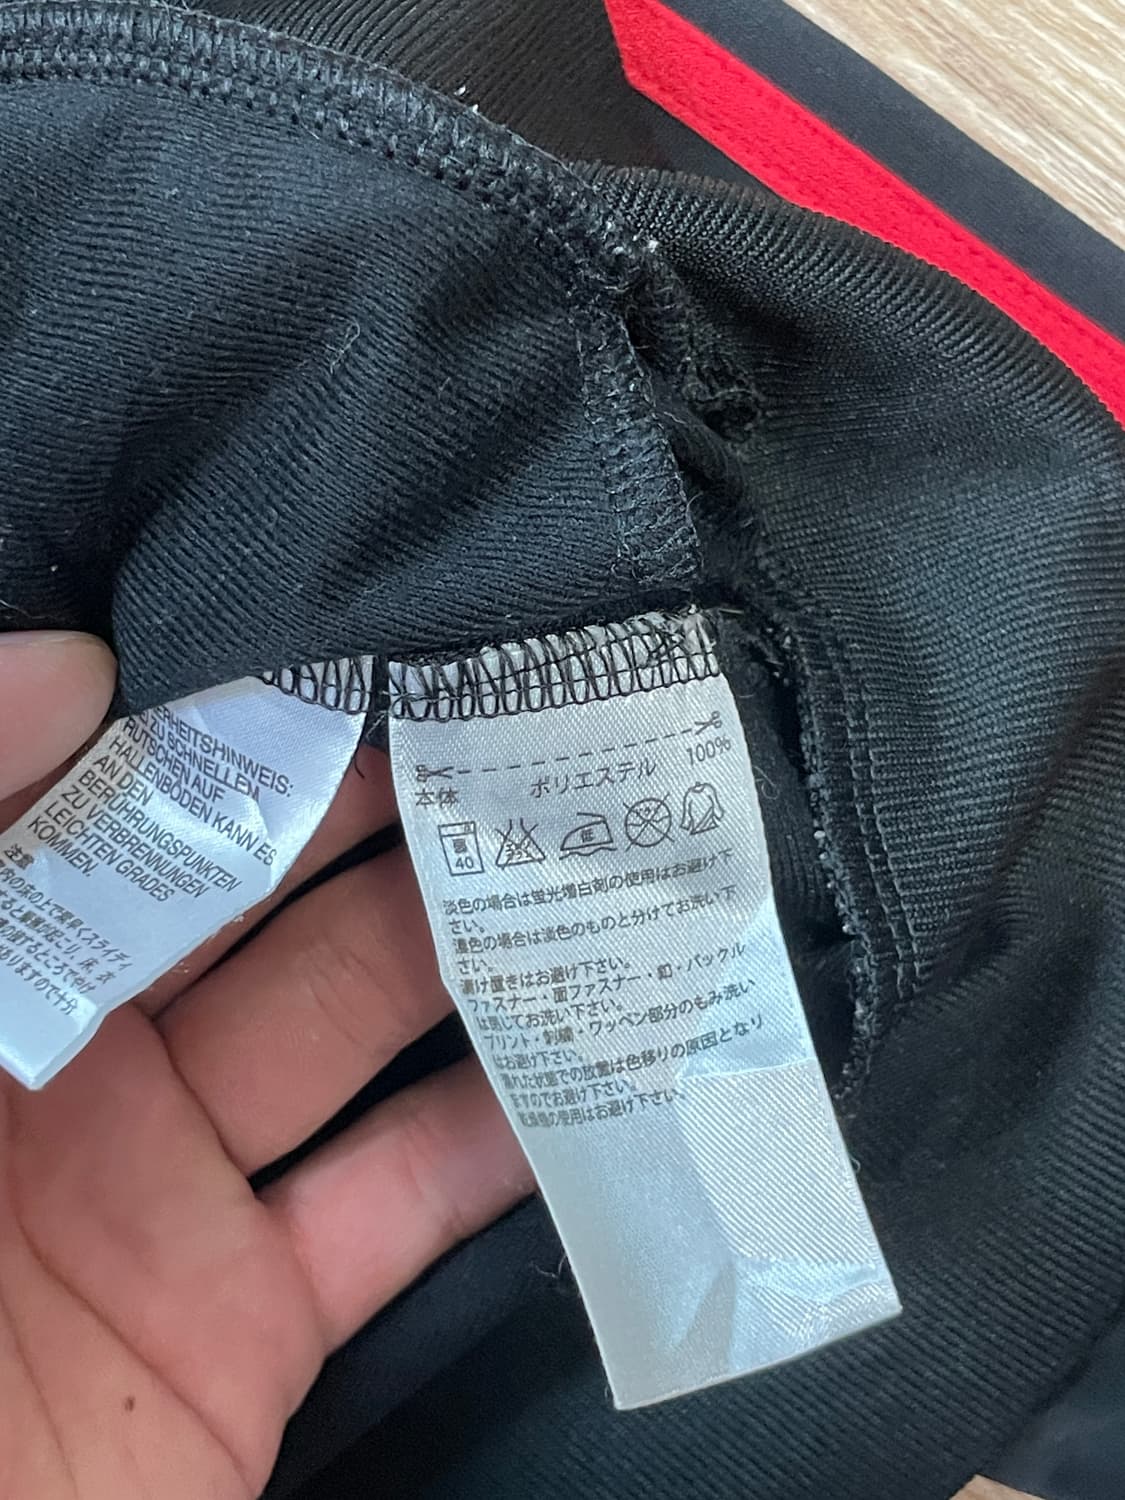 ERHEITSHINWEIS:
ZU SCHNELLEM
RUTSCHEN AUF
HALLENBÖDEN KANN ES
AN DEN
BERÜHRUNGSPUNKTEN
ZU VERBRENNUNGEN
LEICHTEN GRADES
KOMMEN.
注意
本体 ポリエステル 100%
40
淡色の場合は蛍光増白剤の使用はお避け下
さい。
濃色の場合は淡色のものと分けてお洗い下
さい。
漬け置きはお避け下さい。
ファスナー・面ファスナー・釦・バックル
は閉じてお洗い下さい。
プリント・刺繍・ワッペン部分のもみ洗い
はお避け下さい。
濡れた状態での放置は色移りの原因となり
ますのでお避け下さい。
乾燥機の使用はお避け下さい。